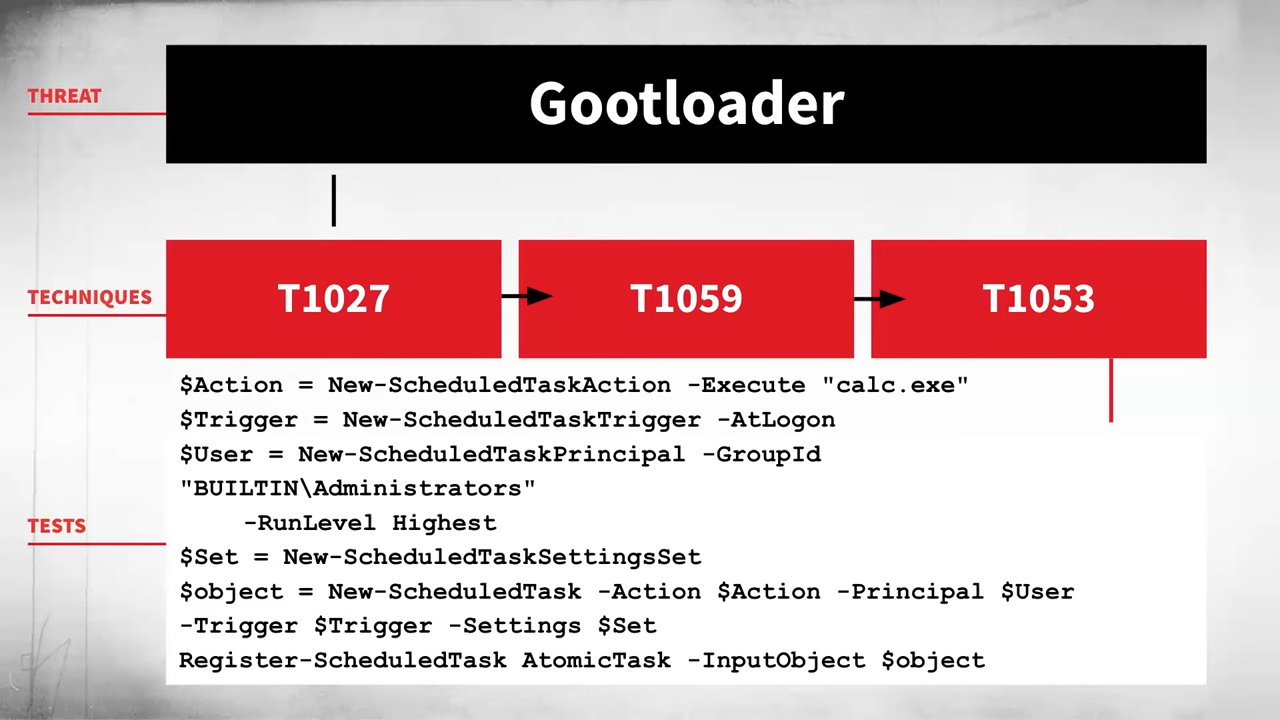 THREAT
Gootloader
TECHNIQUES
T1027
T1059
T1053
TESTS
$Action = New-ScheduledTaskAction -Execute "calc.exe"
$Trigger = New-ScheduledTaskTrigger -AtLogon
$User = New-ScheduledTaskPrincipal -GroupId
"BUILTIN\Administrators"
-RunLevel Highest
$Set = New-ScheduledTaskSettingsSet
$object = New-ScheduledTask -Action $Action -Principal $User
-Trigger $Trigger -Settings $Set
Register-ScheduledTask AtomicTask -InputObject $object